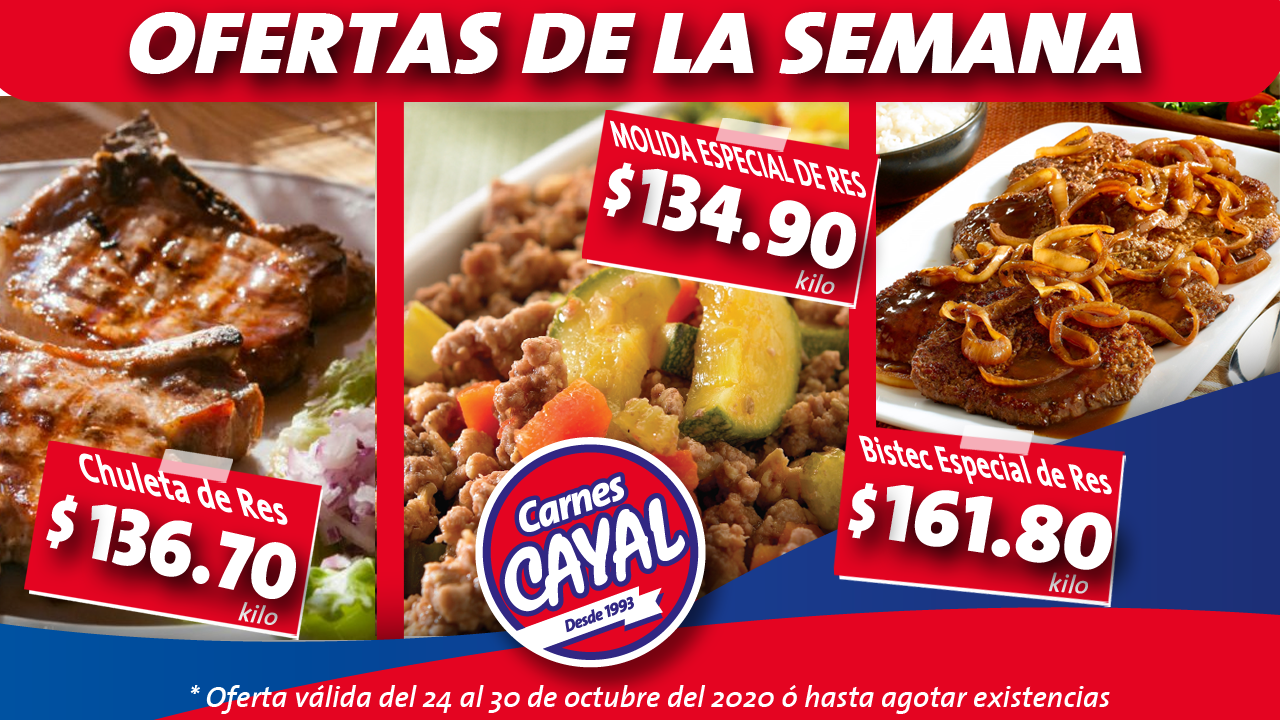 OFERTAS DE LA SEMANA
MOLIDA ESPECIAL DE RES
$134.90
kilo
Chuleta de Res
$136.70
kilo
Bistec Especial de Res
$161.80
kilo
Carnes
CAYAL
Desde 1993
* Oferta válida del 24 al 30 de octubre del 2020 ó hasta agotar existencias